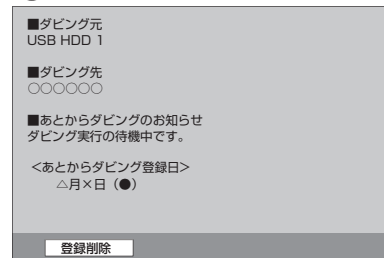 ■ダビング元
USB HDD 1
■ダビング先
○○○○○○
■あとからダビングのお知らせ
ダビング実行の待機中です。
＜あとからダビング登録日＞
△月×日（●）
登録削除